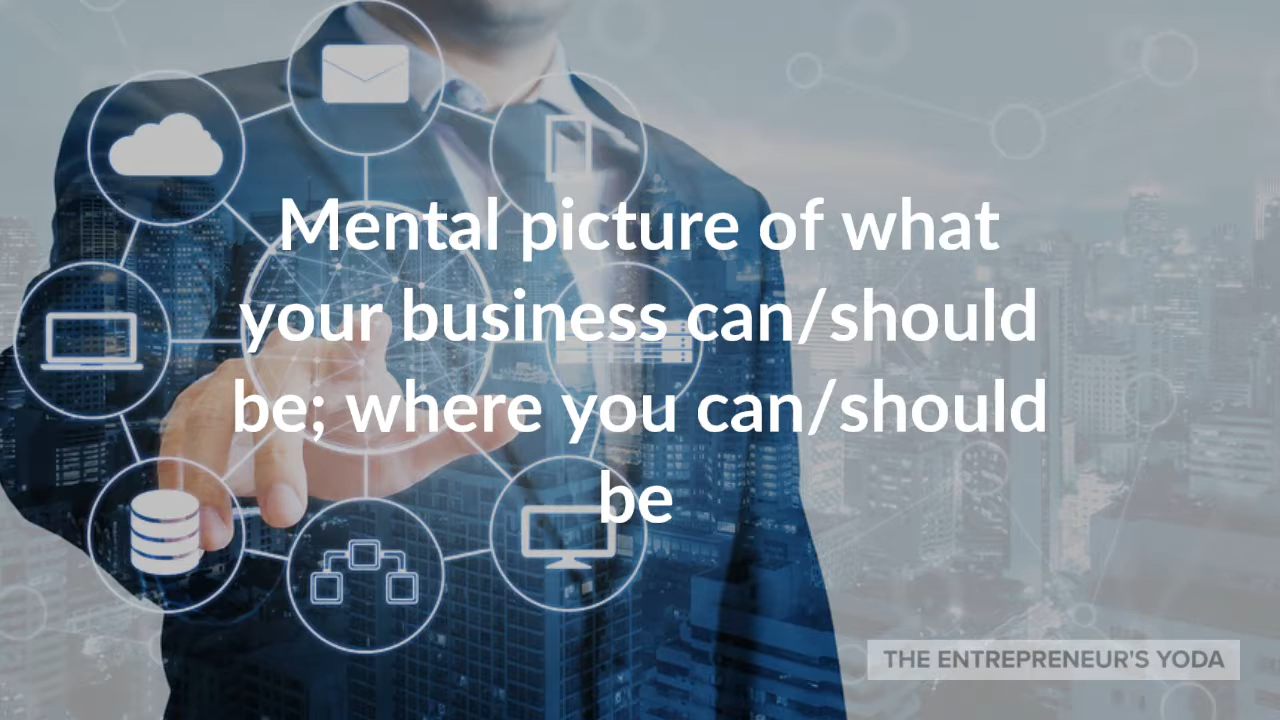 Mental picture of what
your business can/should
be; where you can/should
be
THE ENTREPRENEUR'S YODA